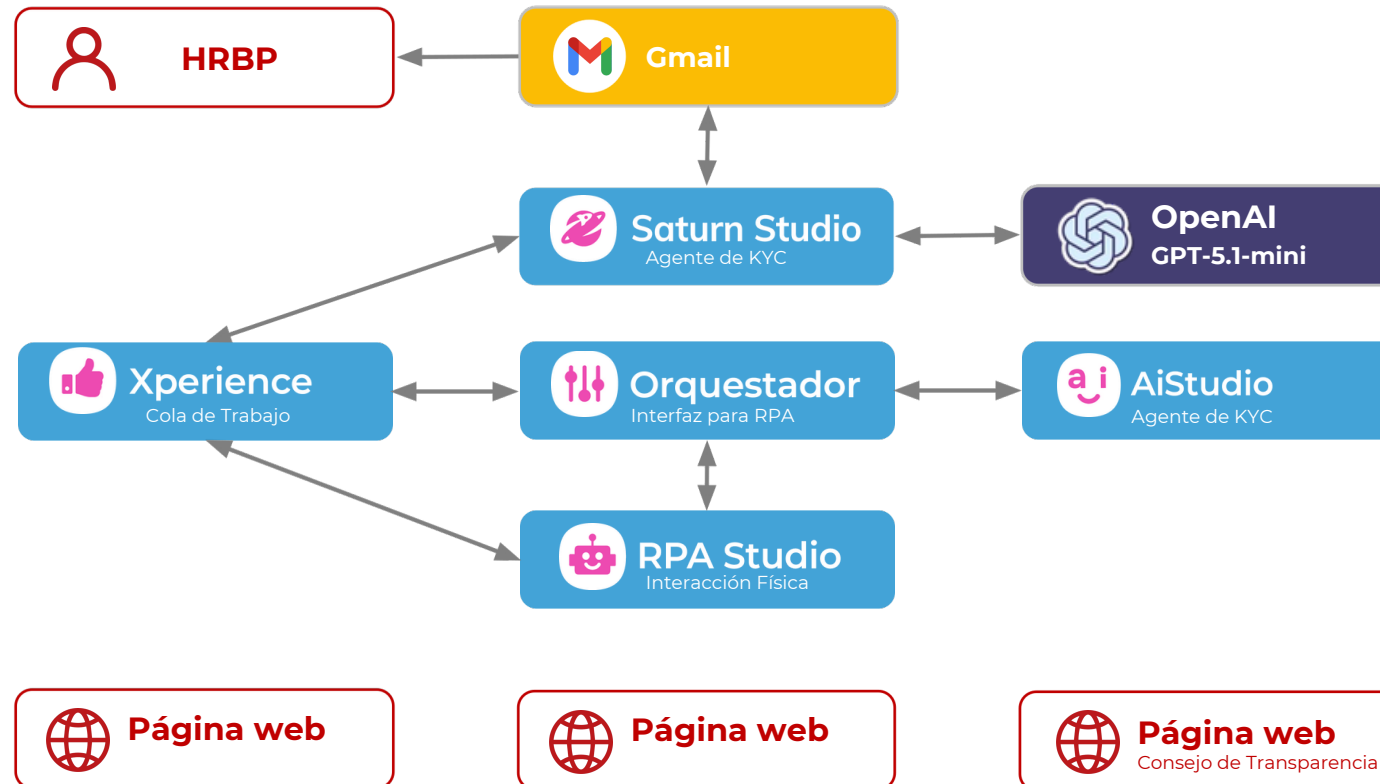 HRBP
Gmail
Saturn Studio
Agente de KYC
OpenAI
GPT-5.1-mini
Xperience
Cola de Trabajo
Orquestador
Interfaz para RPA
ai
AiStudio
Agente de KYC
RPA Studio
Interacción Física
Página web
Página web
Página web
Consejo de Transparencia